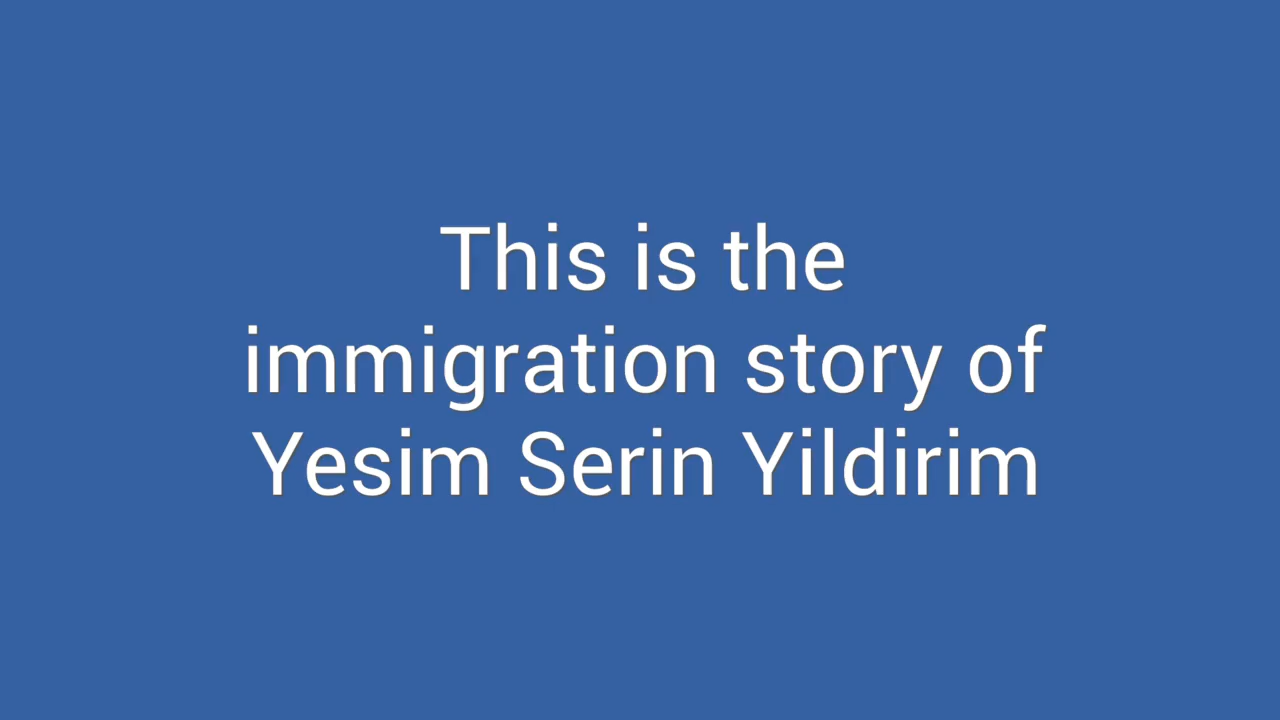 This is the
immigration story of
Yesim Serin Yildirim